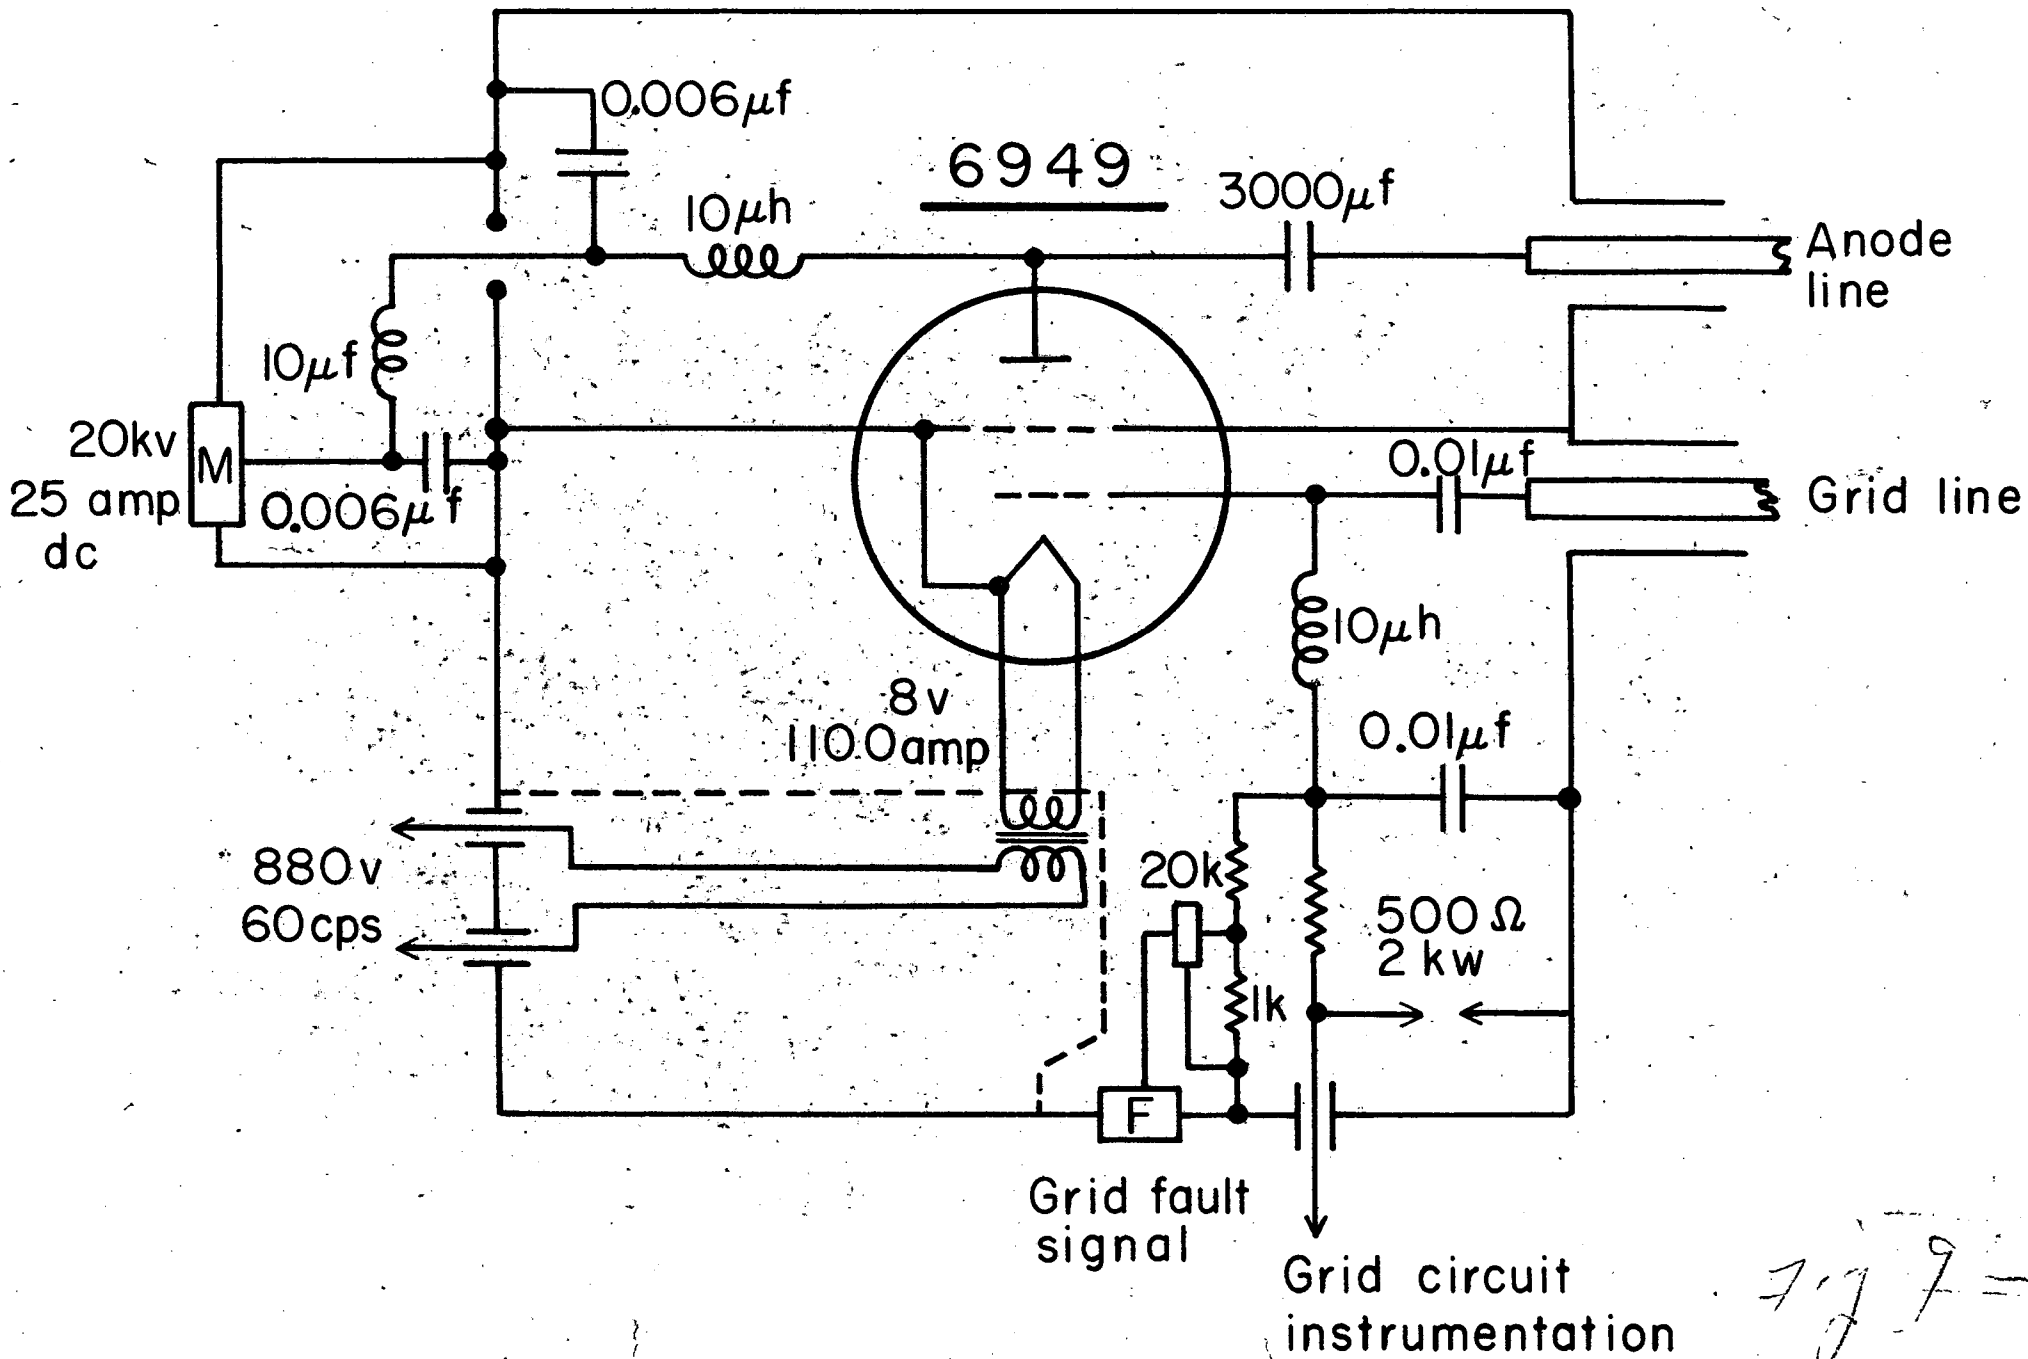 0.006μf
6949
3000μf
10μh
Anode
line
10μf
20kv
25 amp
dc
M
0.006μf
0.01μf
Grid line
10μh
8v
1100amp
0.01μf
880v
60cps
20k
500Ω
2kw
1k
F
Grid fault
signal
Grid circuit
instrumentation